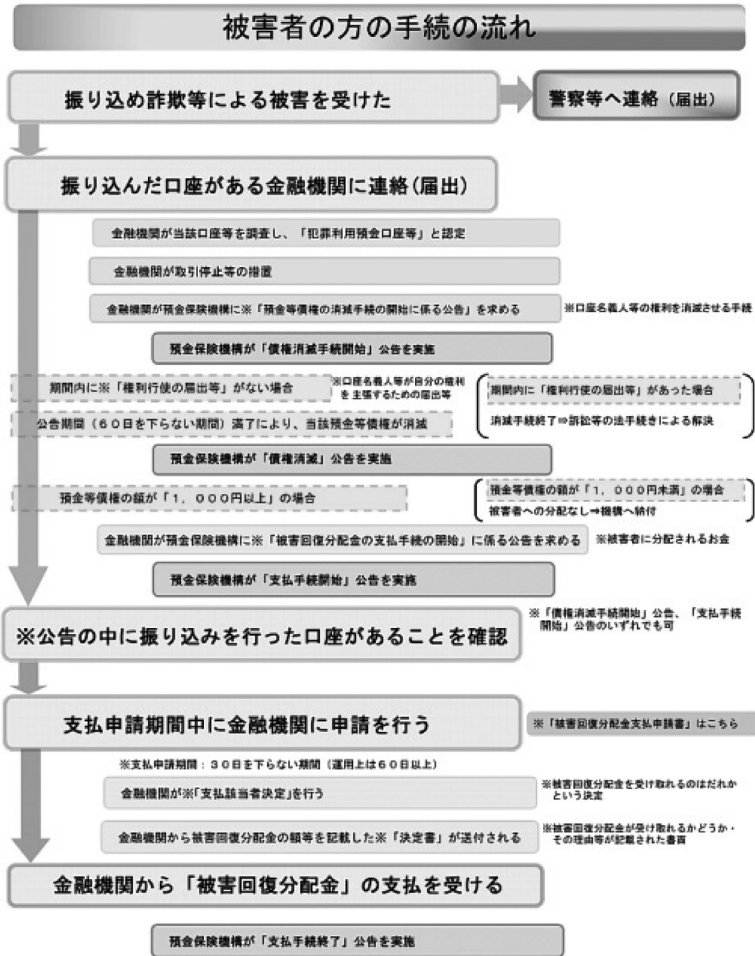 被害者の方の手続の流れ
振り込め詐欺等による被害を受けた
警察等へ連絡（届出）
振り込んだ口座がある金融機関に連絡(届出)
金融機関が当該口座等を調査し、「犯罪利用預金口座等」と認定
金融機関が取引停止等の措置
金融機関が預金保険機構に※「預金等債権の消滅手続の開始に係る公告」を求める
※口座名義人等の権利を消滅させる手続
預金保険機構が「債権消滅手続開始」公告を実施
期間内に※「権利行使の届出等」がない場合
※口座名義人等が自分の権利
を主張するための届出等
期間内に「権利行使の届出等」があった場合
消滅手続終了⇒訴訟等の法手続きによる解決
公告期間（60日を下らない期間）満了により、当該預金等債権が消滅
預金保険機構が「債権消滅」公告を実施
預金等債権の額が「1，000円以上」の場合
預金等債権の額が「1，000円未満」の場合
被害者への分配なし⇒機構へ納付
金融機関が預金保険機構に※「被害回復分配金の支払手続の開始」に係る公告を求める
※被害者に分配されるお金
預金保険機構が「支払手続開始」公告を実施
※公告の中に振り込みを行った口座があることを確認
※「債権消滅手続開始」公告、「支払手続
開始」公告のいずれでも可
支払申請期間中に金融機関に申請を行う
※「被害回復分配金支払申請書」はこちら
※支払申請期間：30日を下らない期間（運用上は60日以上）
金融機関が※「支払該当者決定」を行う
※被害回復分配金を受け取れるのはだれか
という決定
金融機関から被害回復分配金の額等を記載した※「決定書」が送付される
※被害回復分配金が受け取れるかどうか・
その理由等が記載された書面
金融機関から「被害回復分配金」の支払を受ける
預金保険機構が「支払手続終了」公告を実施